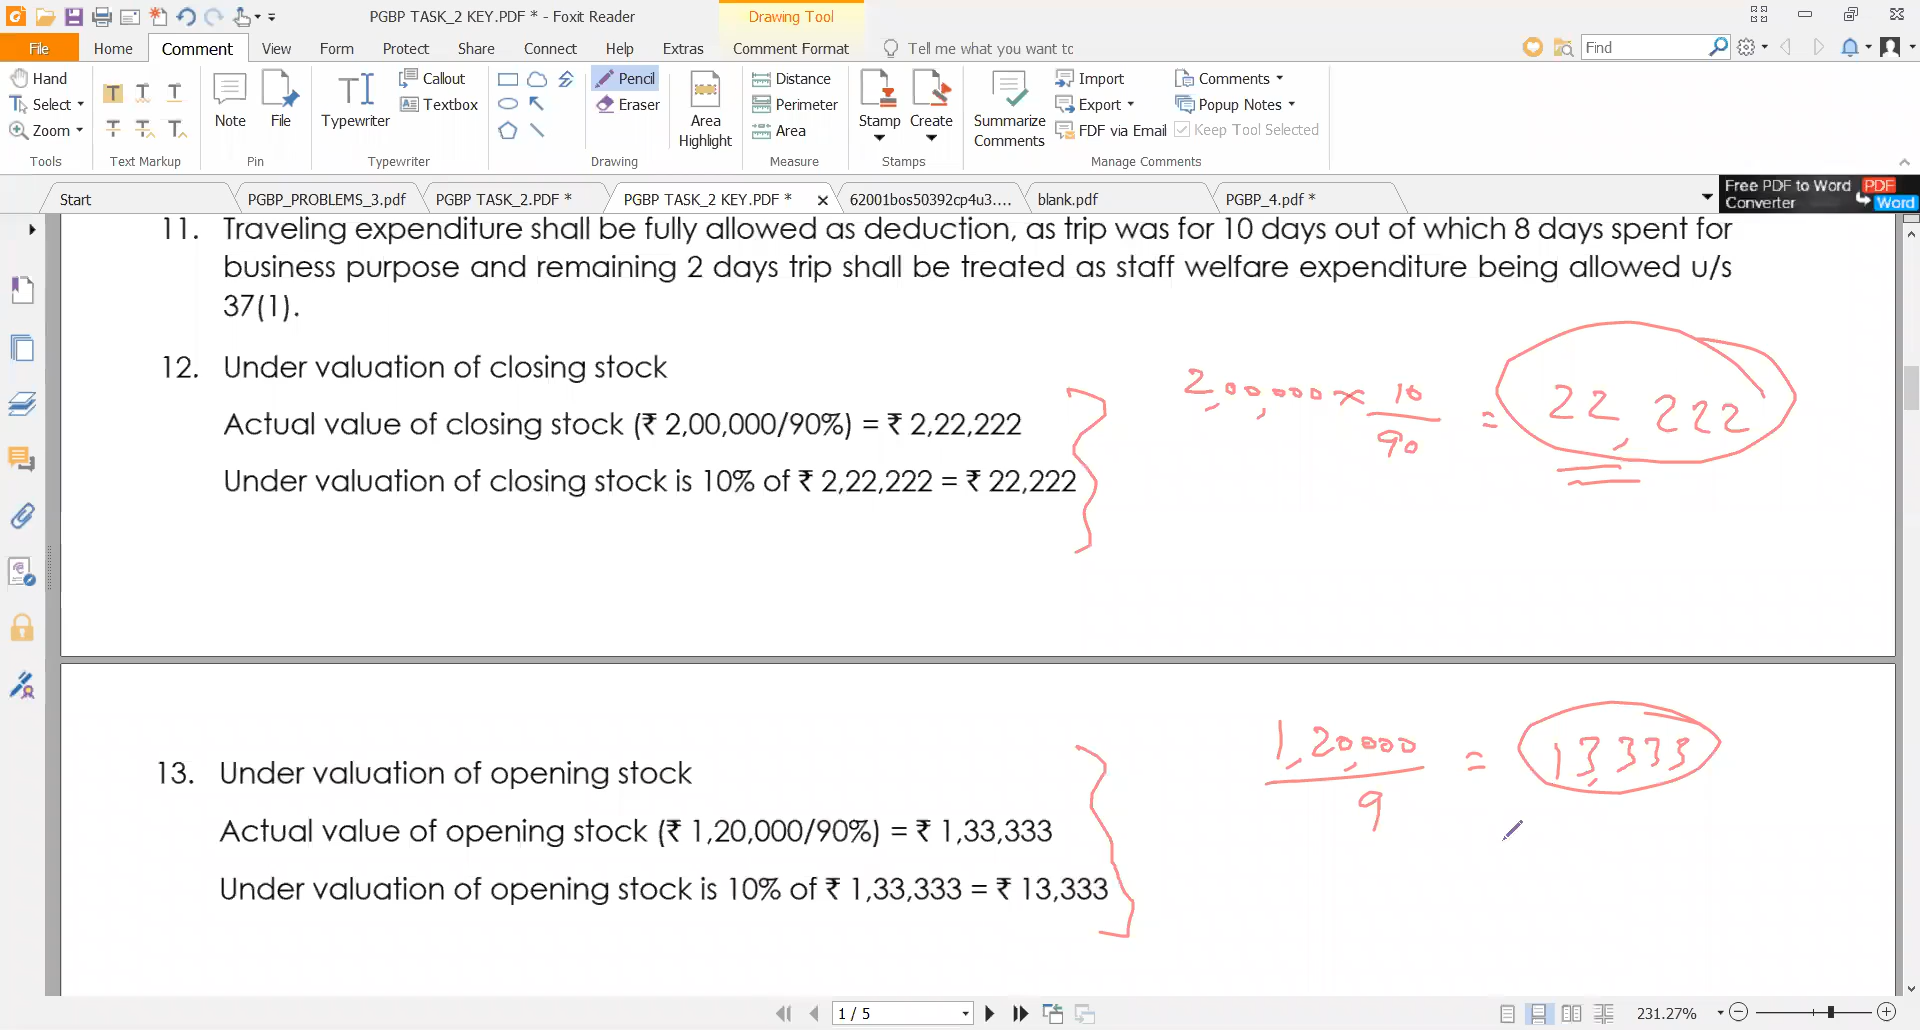 PGBP TASK_2 KEY.PDF * - Foxit Reader
Drawing Tool
File
Home
Comment
View
Form
Protect
Share
Connect
Help
Extras
Comment Format
Tell me what you want to
Find
Hand
Select
Zoom
Tools
Text Markup
Note
File
Pin
Typewriter
Callout
Textbox
Typewriter
Pencil
Eraser
Drawing
Area
Highlight
Distance
Perimeter
Area
Measure
Stamp
Create
Stamps
Summarize
Comments
Import
Export
FDF via Email
Comments
Popup Notes
Keep Tool Selected
Manage Comments
Start
PGBP_PROBLEMS_3.pdf
PGBP TASK_2.PDF *
PGBP TASK_2 KEY.PDF *
62001bos50392cp4u3....
blank.pdf
PGBP_4.pdf *
Free PDF to Word
Converter
PDF
Word
11. Traveling expenditure shall be fully allowed as deduction, as trip was for 10 days out of which 8 days spent for
business purpose and remaining 2 days trip shall be treated as staff welfare expenditure being allowed u/s
37(1).
12. Under valuation of closing stock
Actual value of closing stock (₹ 2,00,000/90%) = ₹ 2,22,222
Under valuation of closing stock is 10% of ₹ 2,22,222 = ₹ 22,222
2,00,000 × 10
90
= 22,222
13. Under valuation of opening stock
Actual value of opening stock (₹ 1,20,000/90%) = ₹ 1,33,333
Under valuation of opening stock is 10% of ₹ 1,33,333 = ₹ 13,333
1,20,000
9
= 13,333
1 / 5
231.27%